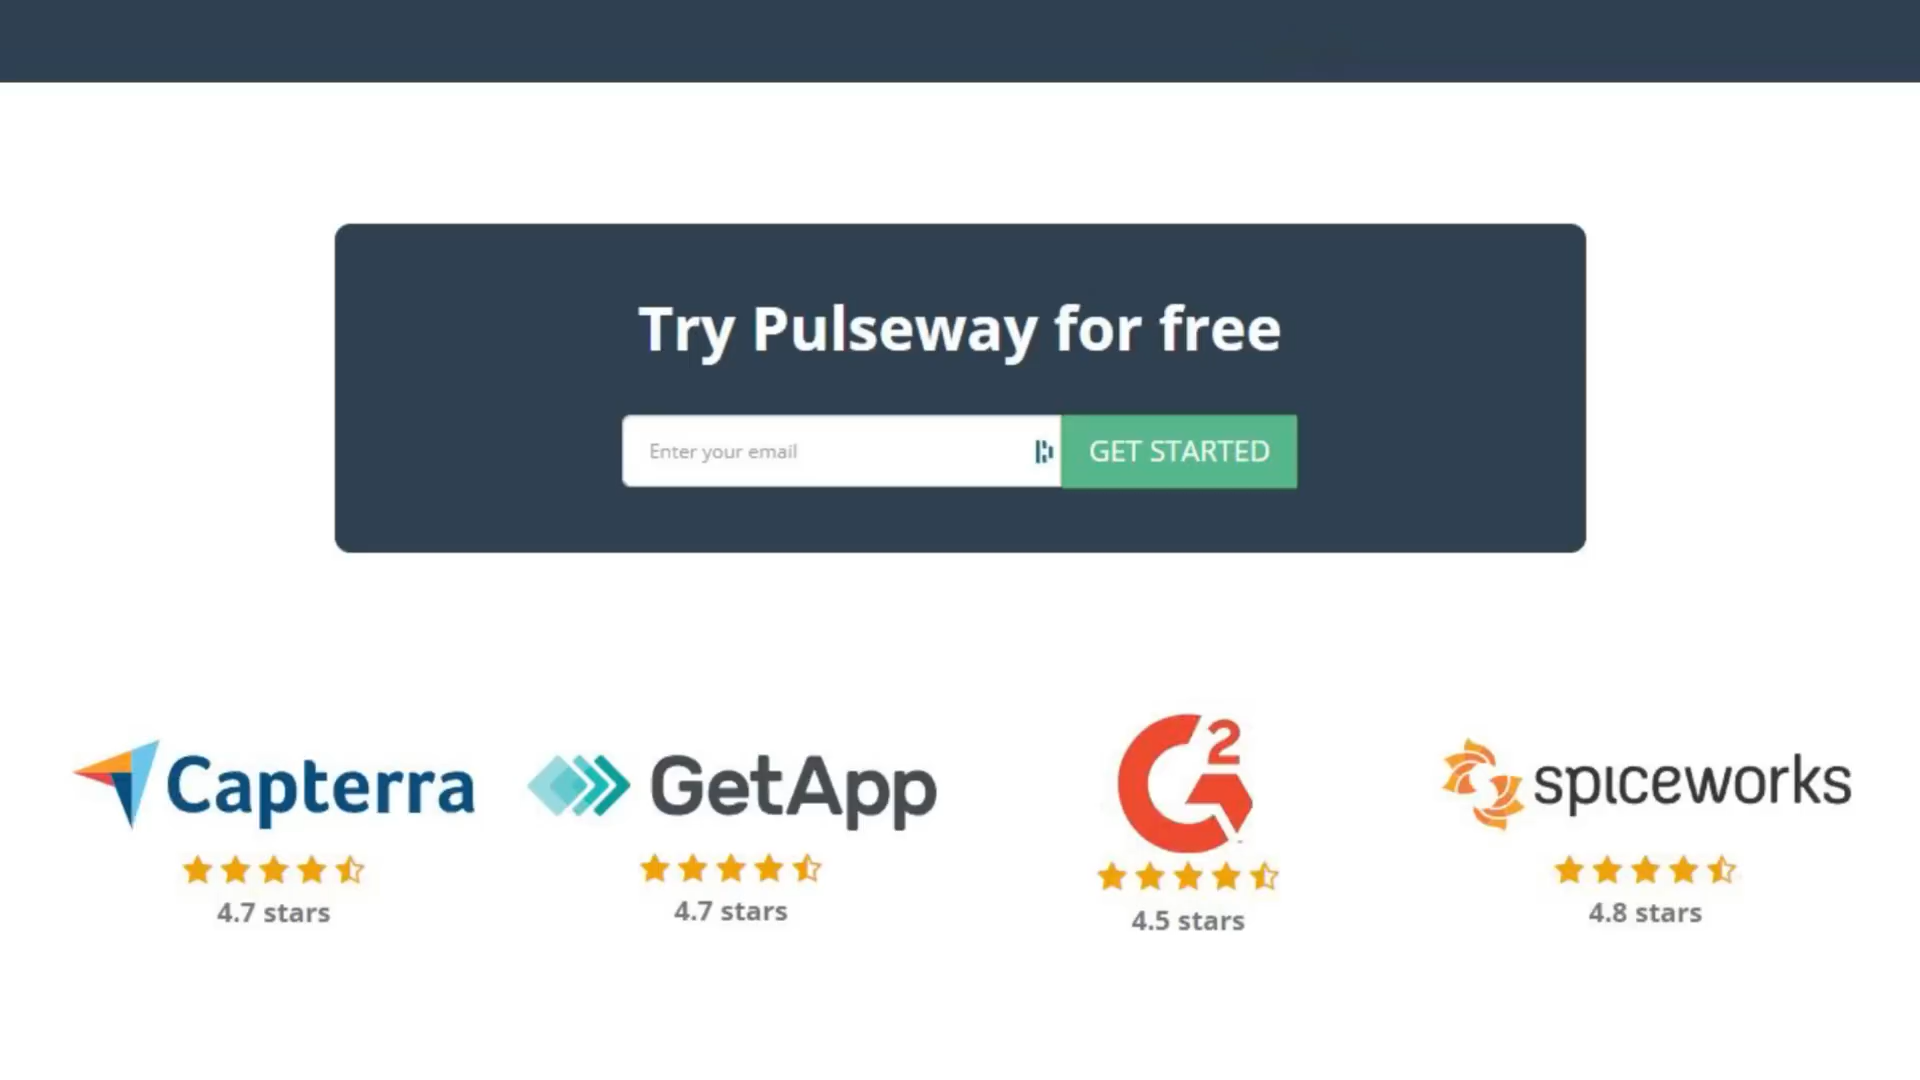 Try Pulseway for free
Enter your email
GET STARTED
Capterra
GetApp
G2
spiceworks
4.7 stars
4.7 stars
4.5 stars
4.8 stars